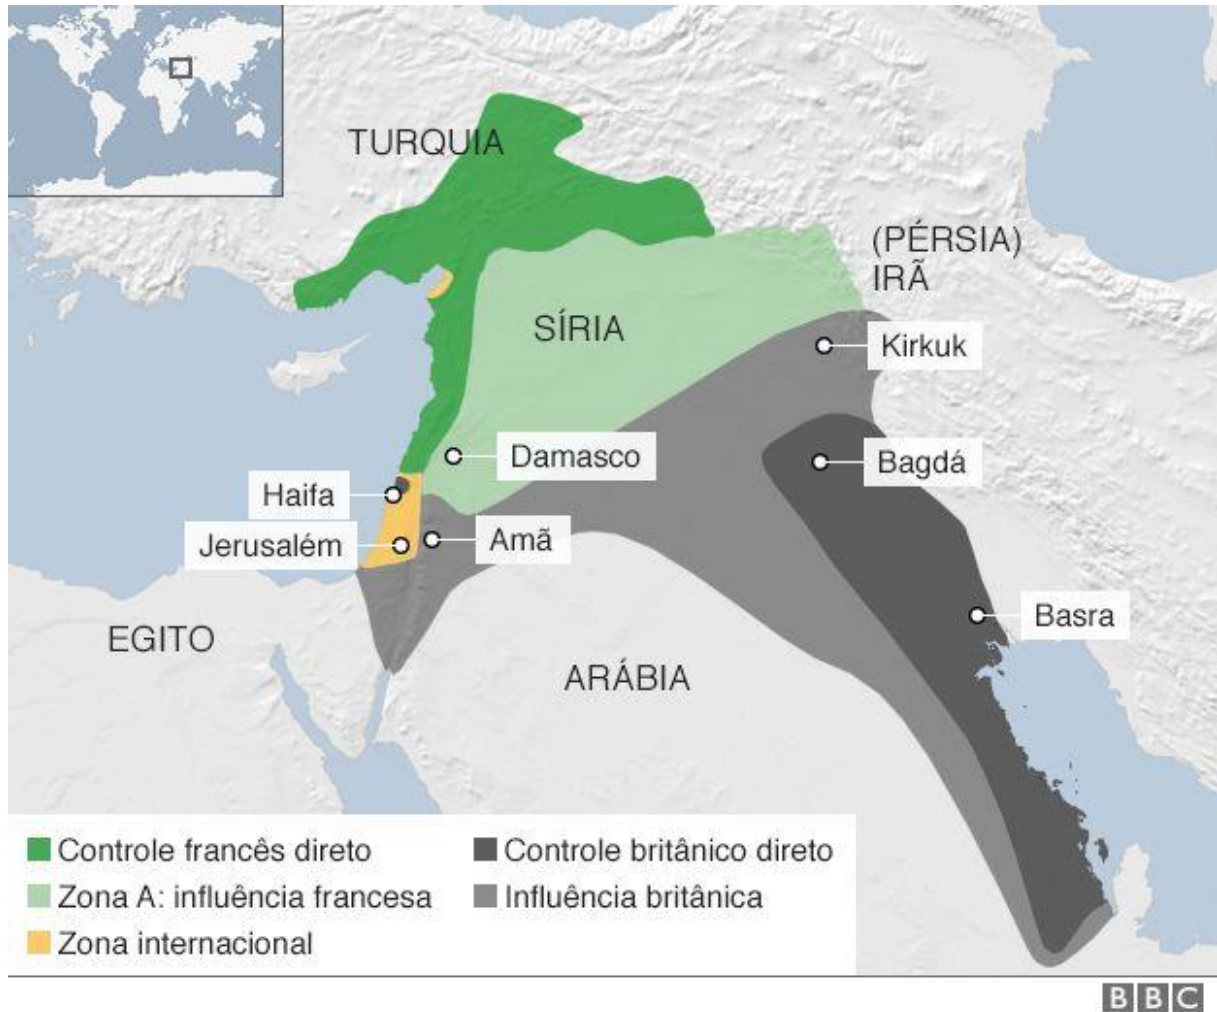 TURQUIA
(PÉRSIA)
IRÃ
SÍRIA
Kirkuk
Damasco
Bagdá
Haifa
Jerusalém
Amã
Basra
EGITO
ARÁBIA
Controle francês direto
Controle britânico direto
Zona A: influência francesa
Influência britânica
Zona internacional
BBC